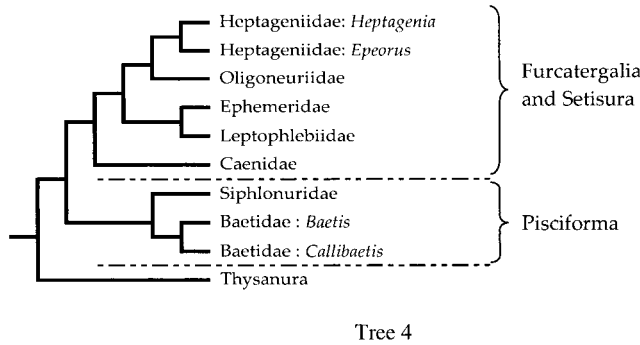 Heptageniidae: Heptagenia
Heptageniidae: Epeorus
Oligoneuriidae
Ephemeridae
Leptophlebiidae
Caenidae
Furcatergalia
and Setisura
Siphlonuridae
Baetidae : Baetis
Baetidae : Callibaetis
Pisciforma
Thysanura
Tree 4